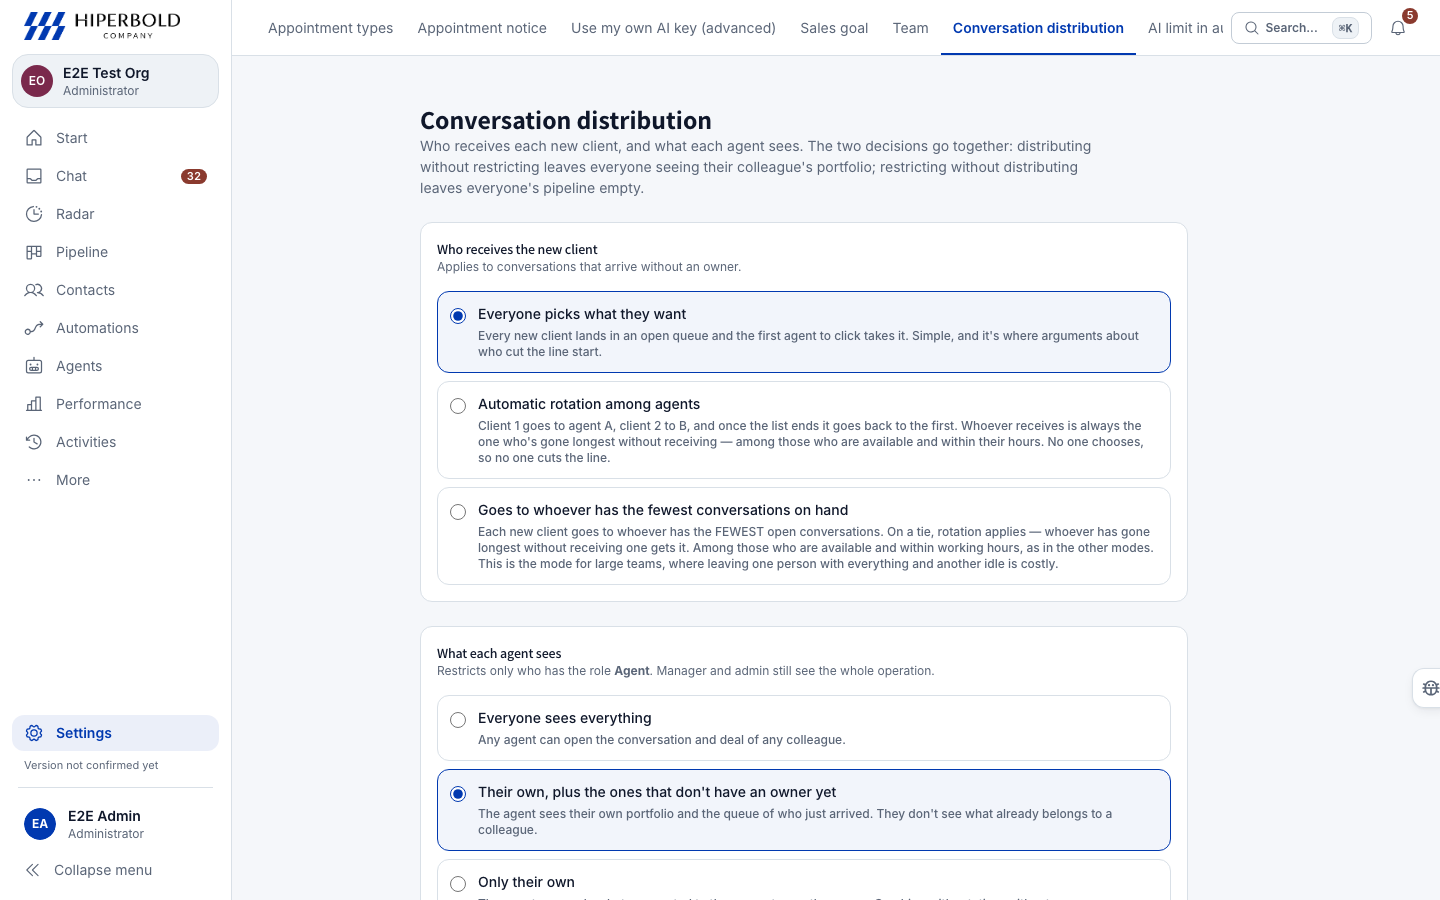 HIPERBOLD
COMPANY
EO
E2E Test Org
Administrator
Start
Chat
32
Radar
Pipeline
Contacts
Automations
Agents
Performance
Activities
More
Settings
Version not confirmed yet
EA
E2E Admin
Administrator
Collapse menu
Appointment types
Appointment notice
Use my own AI key (advanced)
Sales goal
Team
Conversation distribution
AI limit in au
Search...
⌘K
5
Conversation distribution
Who receives each new client, and what each agent sees. The two decisions go together: distributing
without restricting leaves everyone seeing their colleague's portfolio; restricting without distributing
leaves everyone's pipeline empty.
Who receives the new client
Applies to conversations that arrive without an owner.
Everyone picks what they want
Every new client lands in an open queue and the first agent to click takes it. Simple, and it's where arguments about
who cut the line start.
Automatic rotation among agents
Client 1 goes to agent A, client 2 to B, and once the list ends it goes back to the first. Whoever receives is always the
one who's gone longest without receiving — among those who are available and within their hours. No one chooses,
so no one cuts the line.
Goes to whoever has the fewest conversations on hand
Each new client goes to whoever has the FEWEST open conversations. On a tie, rotation applies — whoever has gone
longest without receiving one gets it. Among those who are available and within working hours, as in the other modes.
This is the mode for large teams, where leaving one person with everything and another idle is costly.
What each agent sees
Restricts only who has the role Agent. Manager and admin still see the whole operation.
Everyone sees everything
Any agent can open the conversation and deal of any colleague.
Their own, plus the ones that don't have an owner yet
The agent sees their own portfolio and the queue of who just arrived. They don't see what already belongs to a
colleague.
Only their own